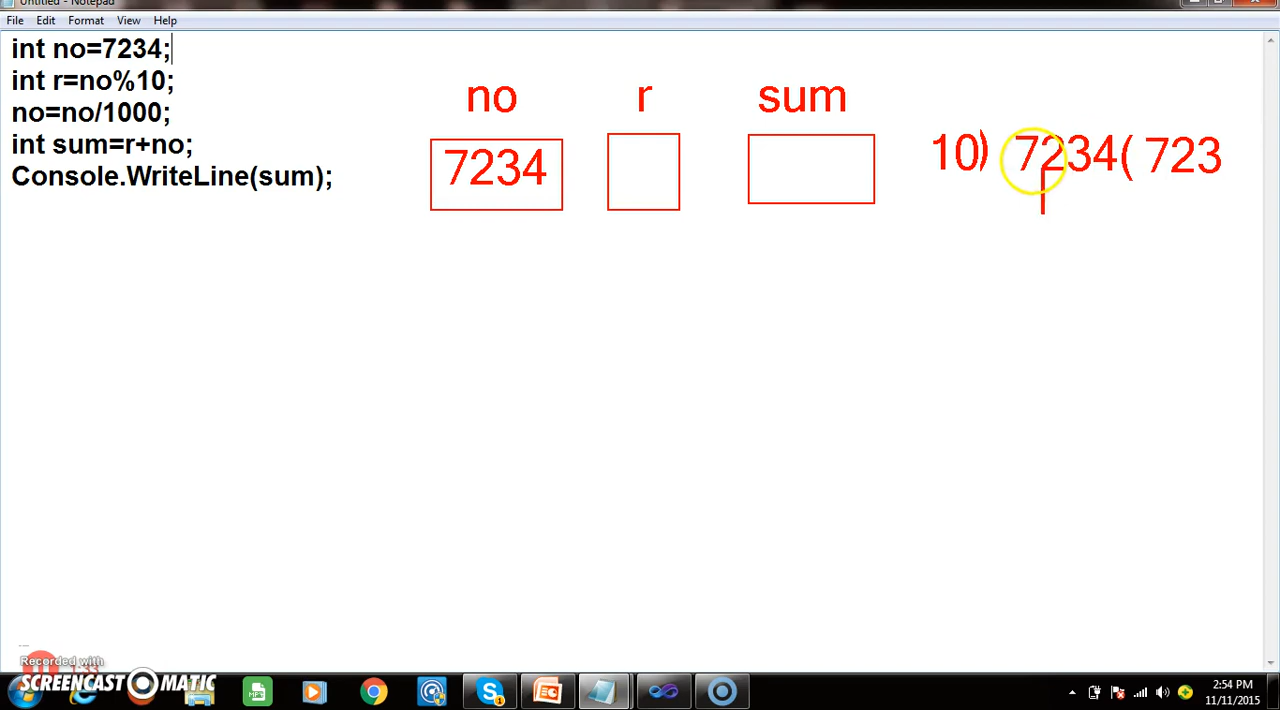 Untitled - Notepad
File Edit Format View Help
int no=7234;
int r=no%10;
no=no/1000;
int sum=r+no;
Console.WriteLine(sum);
no r sum
7234
10) 7234( 723
Recorded with
SCREENCAST MATIC
2:54 PM
11/11/2015